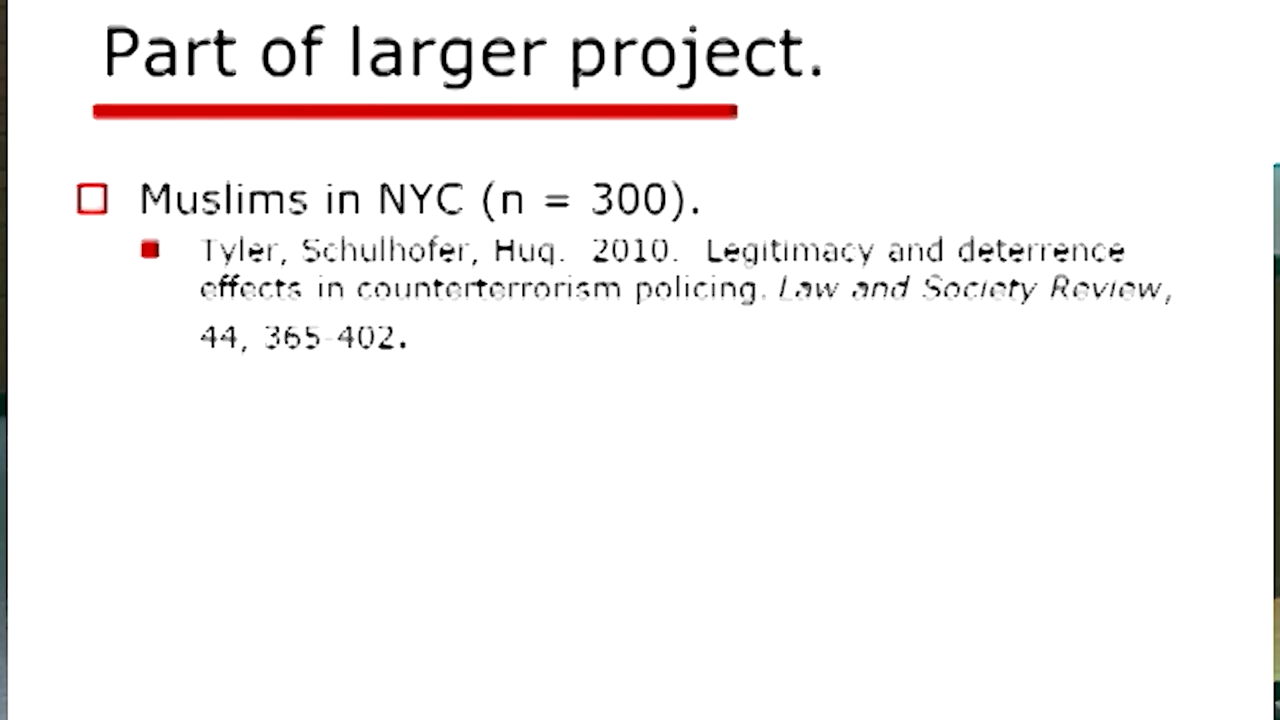 Part of larger project.
Muslims in NYC (n = 300).
Tyler, Schulhofer, Huq. 2010. Legitimacy and deterrence
effects in counterterrorism policing. Law and Society Review,
44, 365-402.